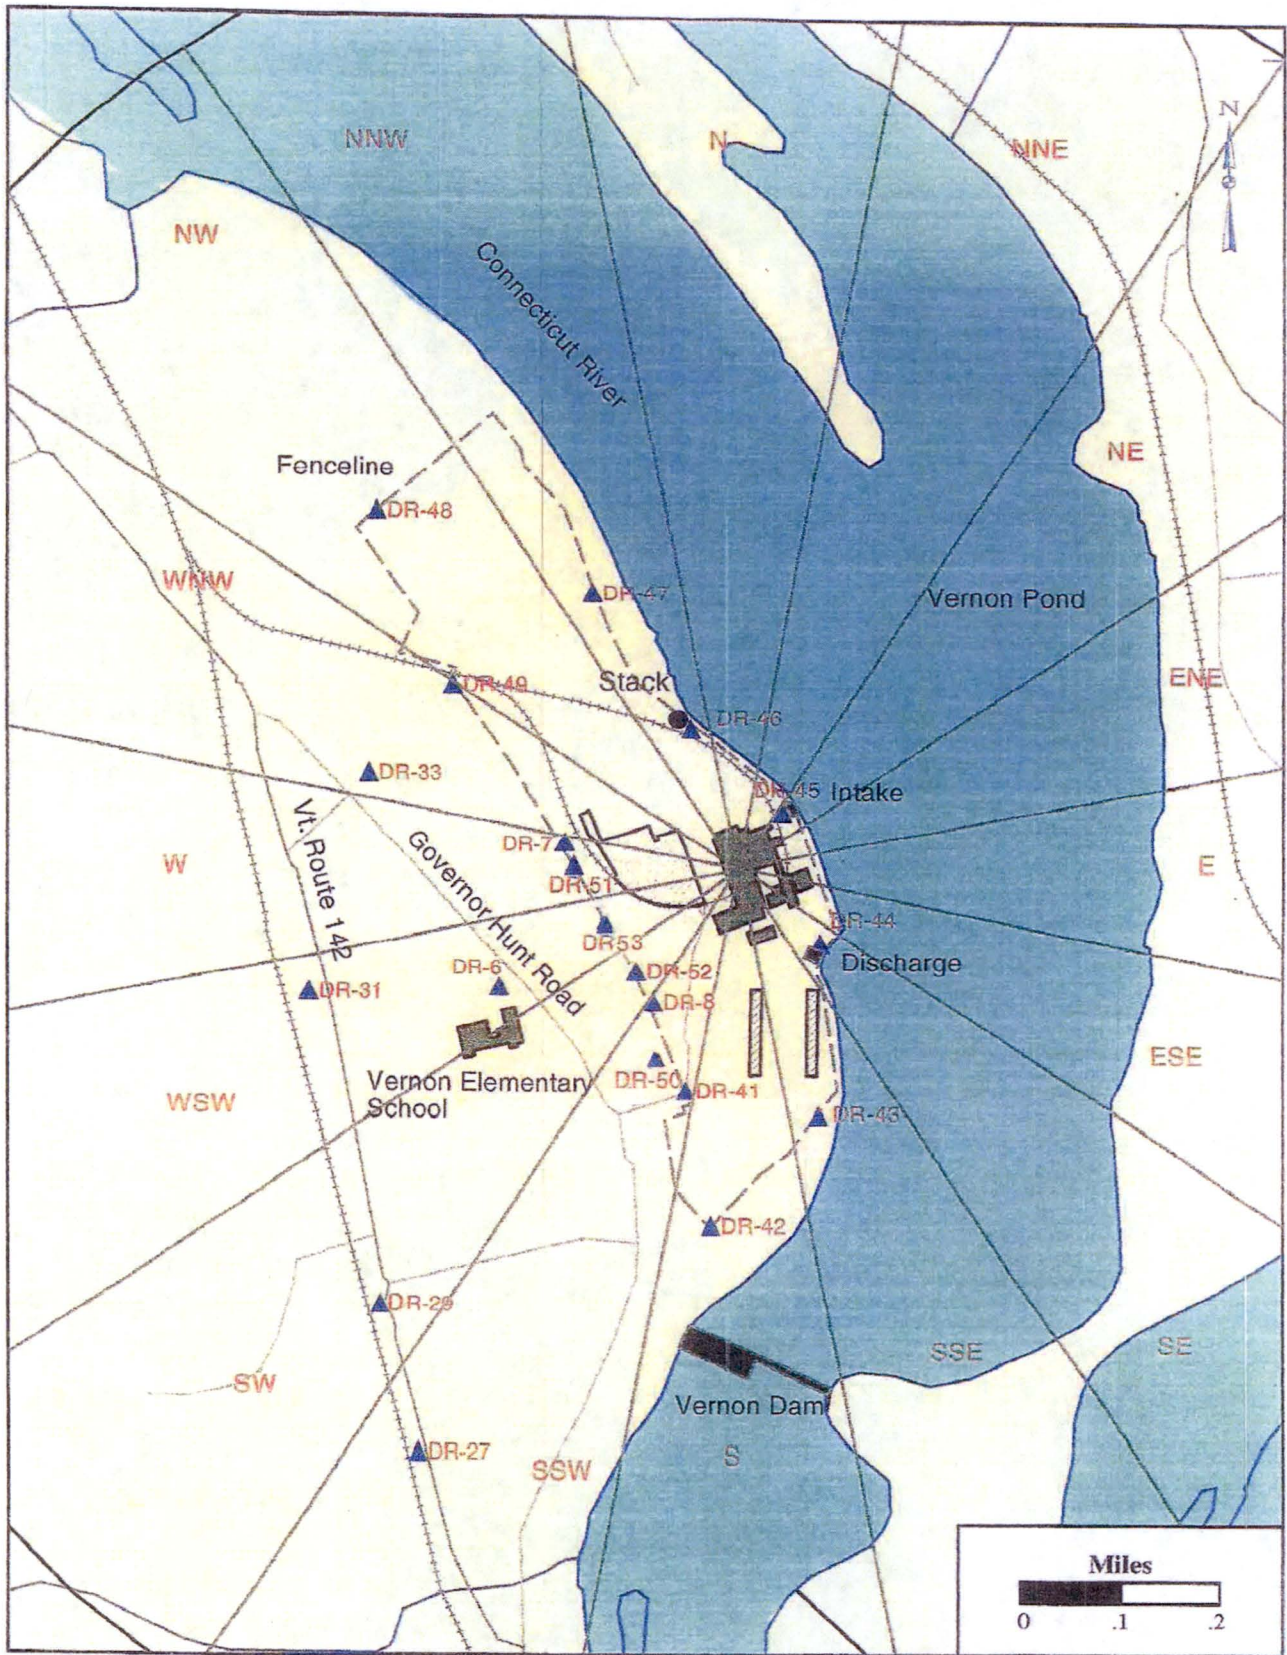 NNW
N
NNE
N
NW
Connecticut River
NE
Fenceline
DR-48
WNW
DR-47
Vernon Pond
Stack
ENE
DR-49
DR-46
DR-33
DR-45
Intake
Vt. Route 142
Governor Hunt Road
DR-7
W
E
DR-51
DR-44
DR53
Discharge
DR-6
DR-52
DR-31
DR-8
ESE
DR-50
Vernon Elementary
School
DR-41
WSW
DR-43
DR-42
DR-29
SSE
SE
SW
Vernon Dam
DR-27
SSW
S
Miles
0 .1 .2